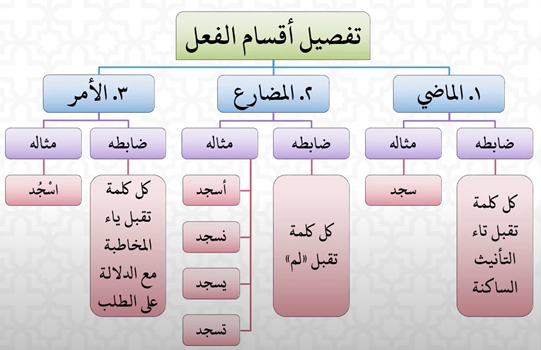 تفصيل أقسام الفعل
١. الماضي
٢. المضارع
٣. الأمر
ضابطه
مثاله
ضابطه
مثاله
ضابطه
مثاله
كل كلمة
تقبل تاء
التأنيث
الساكنة
سجد
كل كلمة
تقبل «لم»
أسجد
نسجد
يسجد
تسجد
كل كلمة
تقبل ياء
المخاطبة
مع الدلالة
على الطلب
اسْجُد